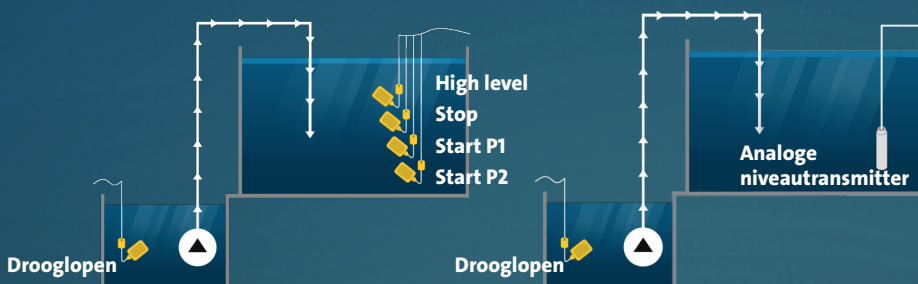 High level
Stop
Start P1
Start P2
Drooglopen
Analoge
niveautransmitter
Drooglopen